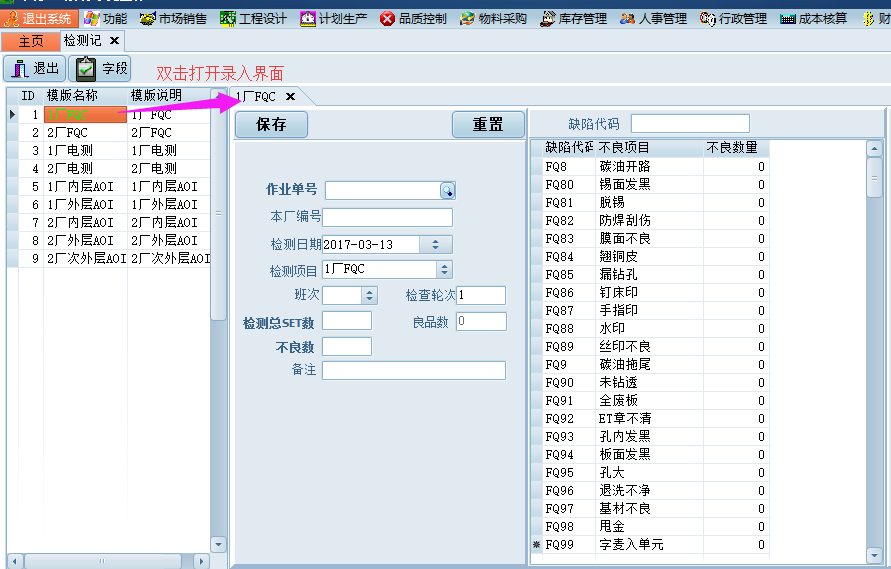 退出系统 功能 市场销售 工程设计 计划生产 品质控制 物料采购 库存管理 人事管理 行政管理 成本核算 财
主页 检测记
退出 字段
双击打开录入界面
ID 模版名称 模版说明
1 1厂FQC 1厂FQC
2 2厂FQC 2厂FQC
3 1厂电测 1厂电测
4 2厂电测 2厂电测
5 1厂内层AOI 1厂内层AOI
6 1厂外层AOI 1厂外层AOI
7 2厂内层AOI 2厂内层AOI
8 2厂外层AOI 2厂外层AOI
9 2厂次外层AOI 2厂次外层AOI
1厂FQC
保存 重置
作业单号
本厂编号
检测日期 2017-03-13
检测项目 1厂FQC
班次 检查轮次 1
检测总SET数 良品数 0
不良数
备注
缺陷代码
缺陷代码 不良项目 不良数量
FQ8 碳油开路 0
FQ80 锡面发黑 0
FQ81 脱锡 0
FQ82 防焊刮伤 0
FQ83 膜面不良 0
FQ84 翘铜皮 0
FQ85 漏钻孔 0
FQ86 钉床印 0
FQ87 手指印 0
FQ88 水印 0
FQ89 丝印不良 0
FQ9 碳油拖尾 0
FQ90 未钻透 0
FQ91 全废板 0
FQ92 ET章不清 0
FQ93 孔内发黑 0
FQ94 板面发黑 0
FQ95 孔大 0
FQ96 退洗不净 0
FQ97 基材不良 0
FQ98 甩金 0
FQ99 字麦入单元 0